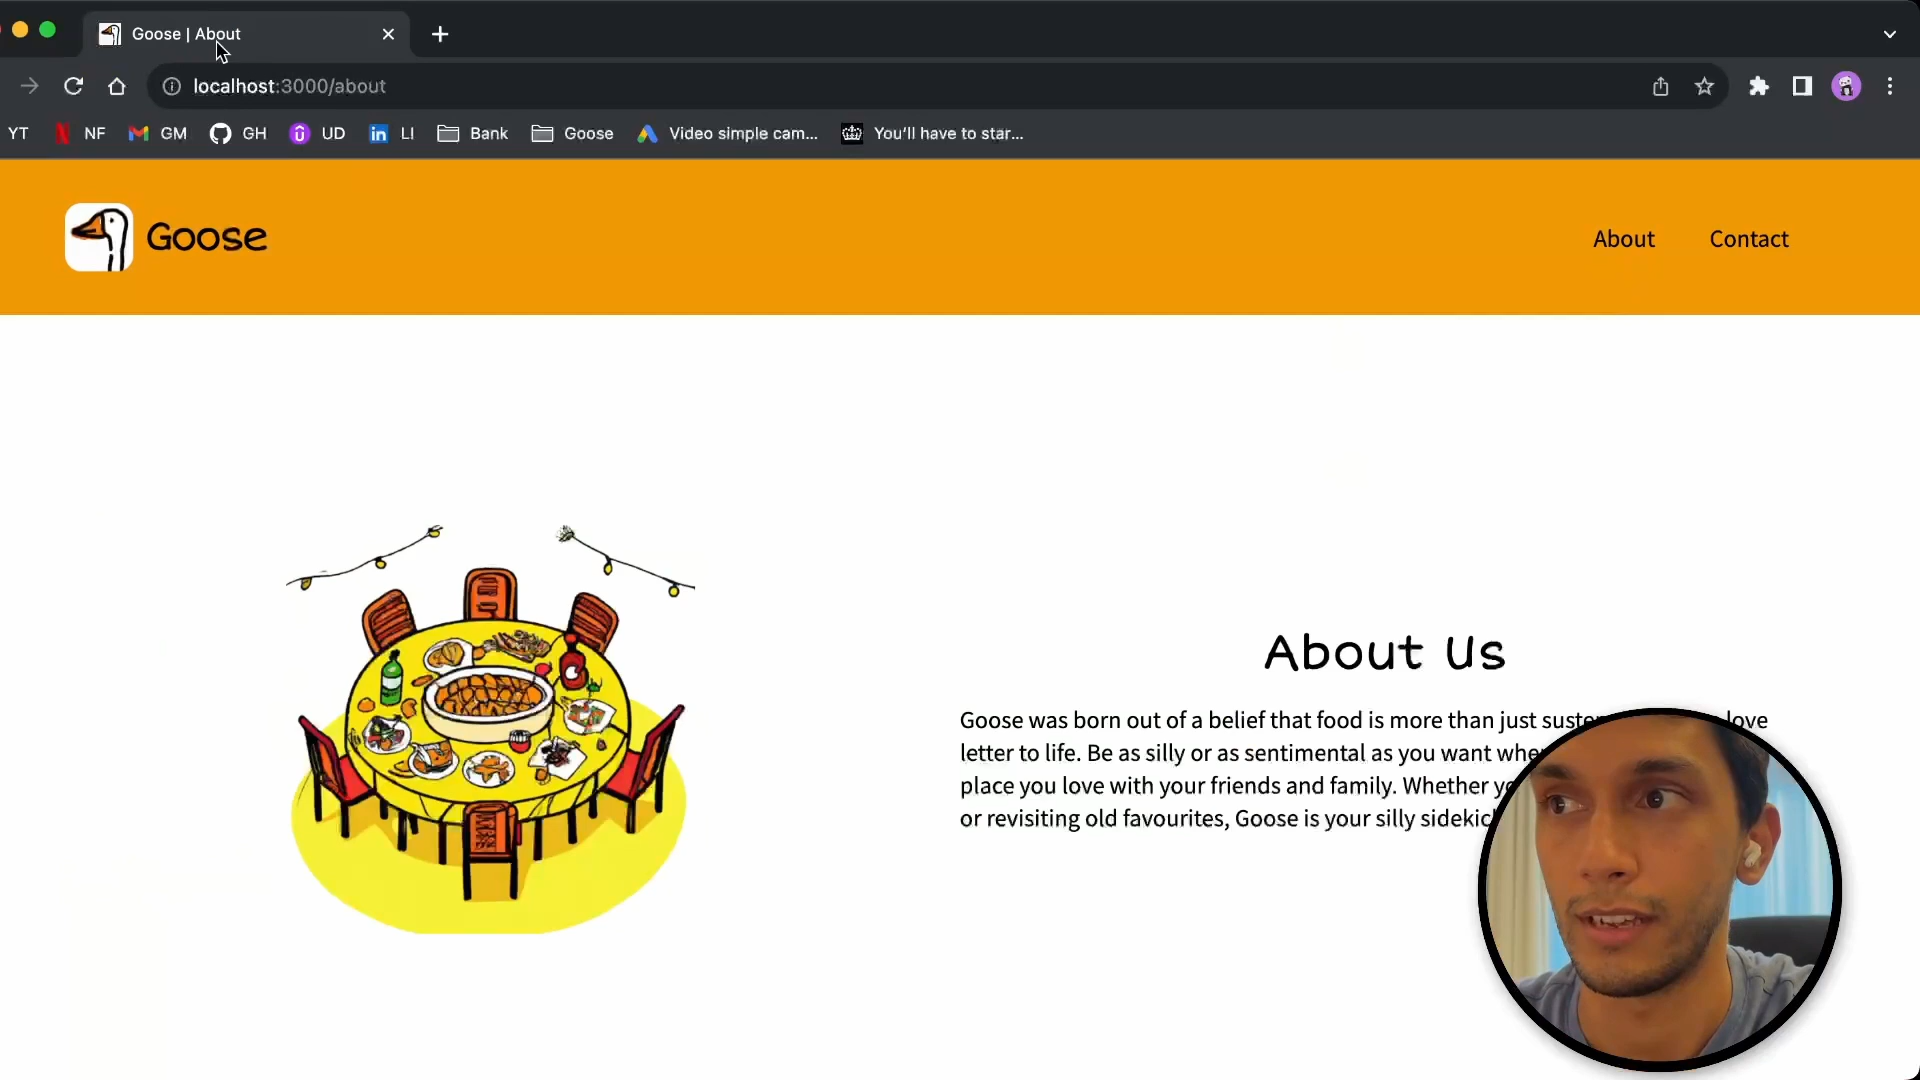 Goose | About
localhost:3000/about
YT NF GM GH UD LI Bank Goose Video simple cam... You'll have to star...
Goose About Contact
About Us
Goose was born out of a belief that food is more than just love
letter to life. Be as silly or as sentimental as you want
place you love with your friends and family. Whether
or revisiting old favourites, Goose is your silly